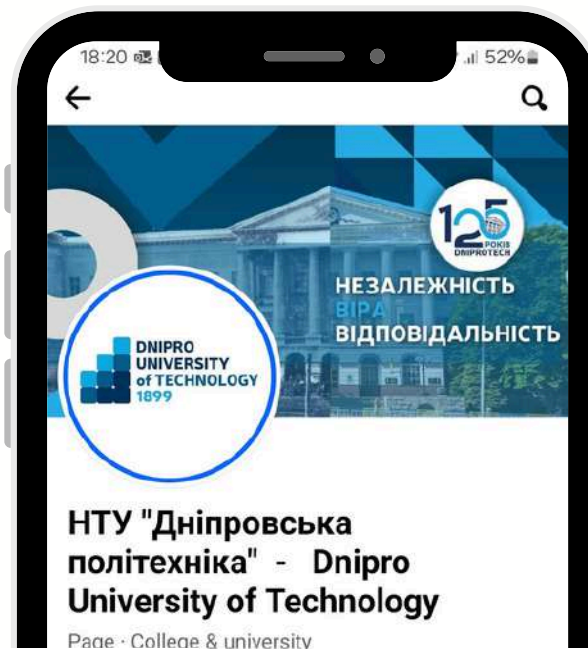 18:20
52%
125
РОКІВ
DNIPROTECH
НЕЗАЛЕЖНІСТЬ
ВІРА
ВІДПОВІДАЛЬНІСТЬ
DNIPRO
UNIVERSITY
of TECHNOLOGY
1899
НТУ "Дніпровська
політехніка" - Dnipro
University of Technology
Page · College & university